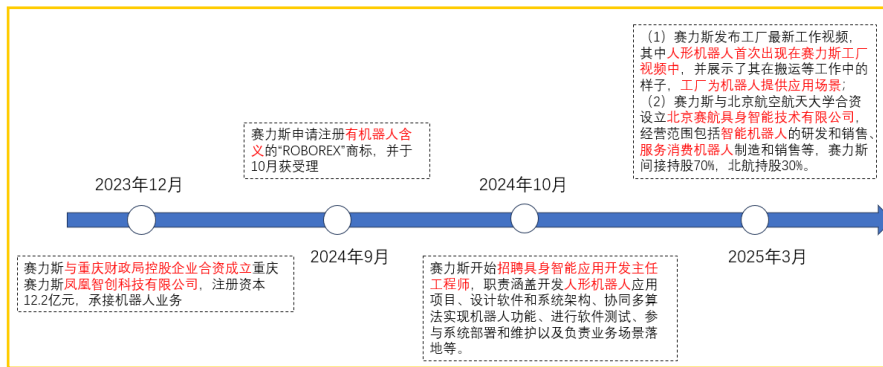 （1）赛力斯发布工厂最新工作视频，
其中人形机器人首次出现在赛力斯工厂
视频中，并展示了其在搬运等工作中的
样子，工厂为机器人提供应用场景；
（2）赛力斯与北京航空航天大学合资
设立北京赛航具身智能技术有限公司，
经营范围包括智能机器人的研发和销售、
服务消费机器人制造和销售等，赛力斯
间接持股70%，北航持股30%。
赛力斯申请注册有机器人含
义的“ROBOREX”商标，并于
10月获受理
2023年12月
2024年10月
2024年9月
2025年3月
赛力斯与重庆财政局控股企业合资成立重庆
赛力斯凤凰智创科技有限公司，注册资本
12.2亿元，承接机器人业务
赛力斯开始招聘具身智能应用开发主任
工程师，职责涵盖开发人形机器人应用
项目、设计软件和系统架构、协同多算
法实现机器人功能、进行软件测试、参
与系统部署和维护以及负责业务场景落
地等。